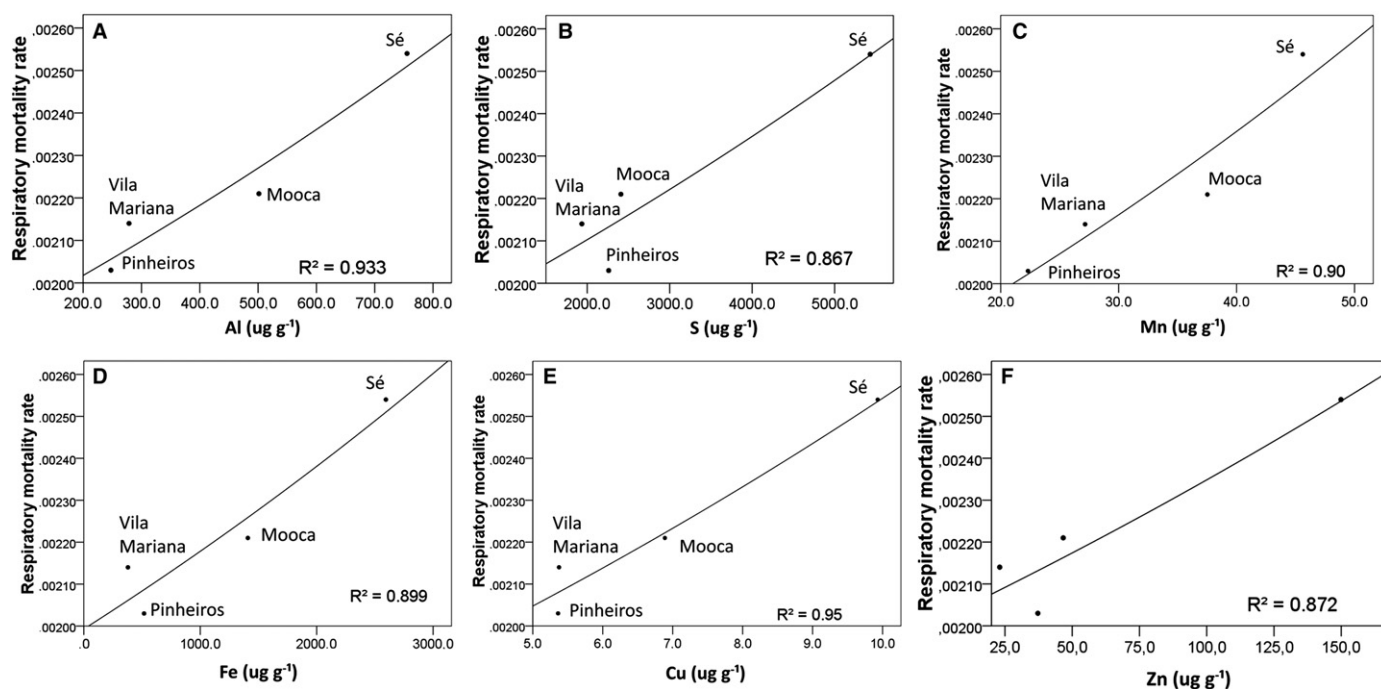 A
Respiratory mortality rate
.00260
.00250
.00240
.00230
.00220
.00210
.00200
Sé
Vila
Mariana
Mooca
Pinheiros
R² = 0.933
200.0 300.0 400.0 500.0 600.0 700.0 800.0
Al (ug g⁻¹)
B
Respiratory mortality rate
.00260
.00250
.00240
.00230
.00220
.00210
.00200
Sé
Mooca
Vila
Mariana
Pinheiros
R² = 0.867
2000.0 3000.0 4000.0 5000.0
S (ug g⁻¹)
C
Respiratory mortality rate
.00260
.00250
.00240
.00230
.00220
.00210
.00200
Sé
Vila
Mariana
Mooca
Pinheiros
R² = 0.90
20.0 30.0 40.0 50.0
Mn (ug g⁻¹)
D
Respiratory mortality rate
.00260
.00250
.00240
.00230
.00220
.00210
.00200
Sé
Vila
Mariana
Mooca
Pinheiros
R² = 0.899
.0 1000.0 2000.0 3000.0
Fe (ug g⁻¹)
E
Respiratory mortality rate
.00260
.00250
.00240
.00230
.00220
.00210
.00200
Sé
Vila
Mariana
Mooca
Pinheiros
R² = 0.95
5.0 6.0 7.0 8.0 9.0 10.0
Cu (ug g⁻¹)
F
Respiratory mortality rate
,00260
,00250
,00240
,00230
,00220
,00210
,00200
R² = 0.872
25,0 50,0 75,0 100,0 125,0 150,0
Zn (ug g⁻¹)